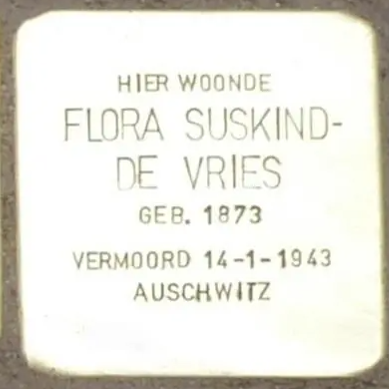 HIER WOONDE
FLORA SUSKIND-
DE VRIES
GEB. 1873
VERMOORD 14-1-1943
AUSCHWITZ